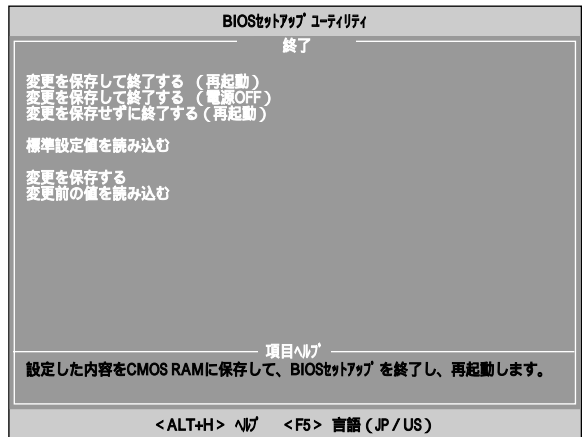 BIOSｾｯﾄｱｯﾌﾟ ﾕｰﾃｨﾘﾃｨ
終了
変更を保存して終了する （再起動）
変更を保存して終了する （電源OFF）
変更を保存せずに終了する（再起動）
標準設定値を読み込む
変更を保存する
変更前の値を読み込む
項目ﾍﾙﾌﾟ
設定した内容をCMOS RAMに保存して、BIOSｾｯﾄｱｯﾌﾟを終了し、再起動します。
<ALT+H> ﾍﾙﾌﾟ <F5> 言語（JP／US）